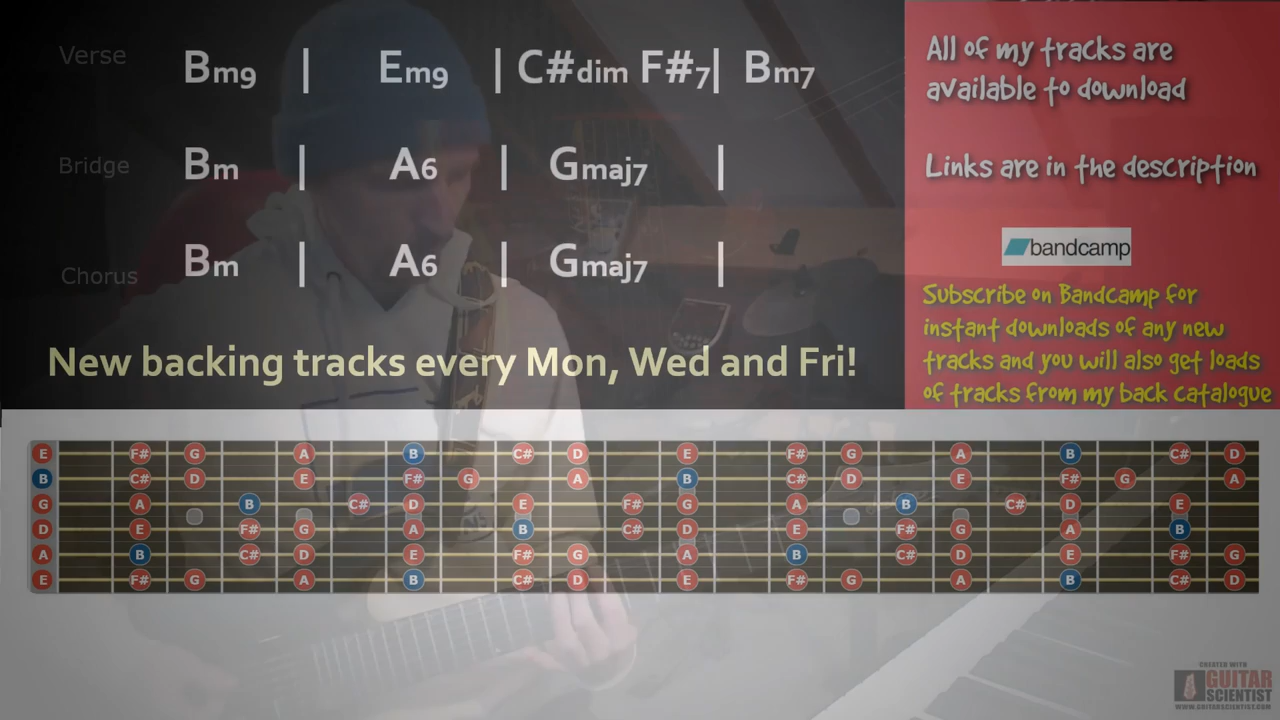 Verse Bm9 | Em9 | C#dim F#7 | Bm7
Bridge Bm | A6 | Gmaj7 |
Chorus Bm | A6 | Gmaj7 |
New backing tracks every Mon, Wed and Fri!
All of my tracks are
available to download
Links are in the description
bandcamp
Subscribe on Bandcamp for
instant downloads of any new
tracks and you will also get loads
of tracks from my back catalogue
E F# G A B C# D E F# G A B C# D
B C# D E F# G A B C# D E F# G A
G A B C# D E F# G A B C# D E
D E F# G A B C# D E F# G A B
A B C# D E F# G A B C# D E F# G
E F# G A B C# D E F# G A B C# D
CREATED WITH
GUITAR
SCIENTIST
WWW.GUITARSCIENTIST.COM